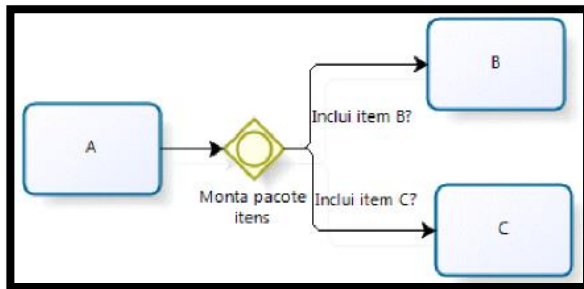 A
B
C
Inclui item B?
Inclui item C?
Monta pacote
itens